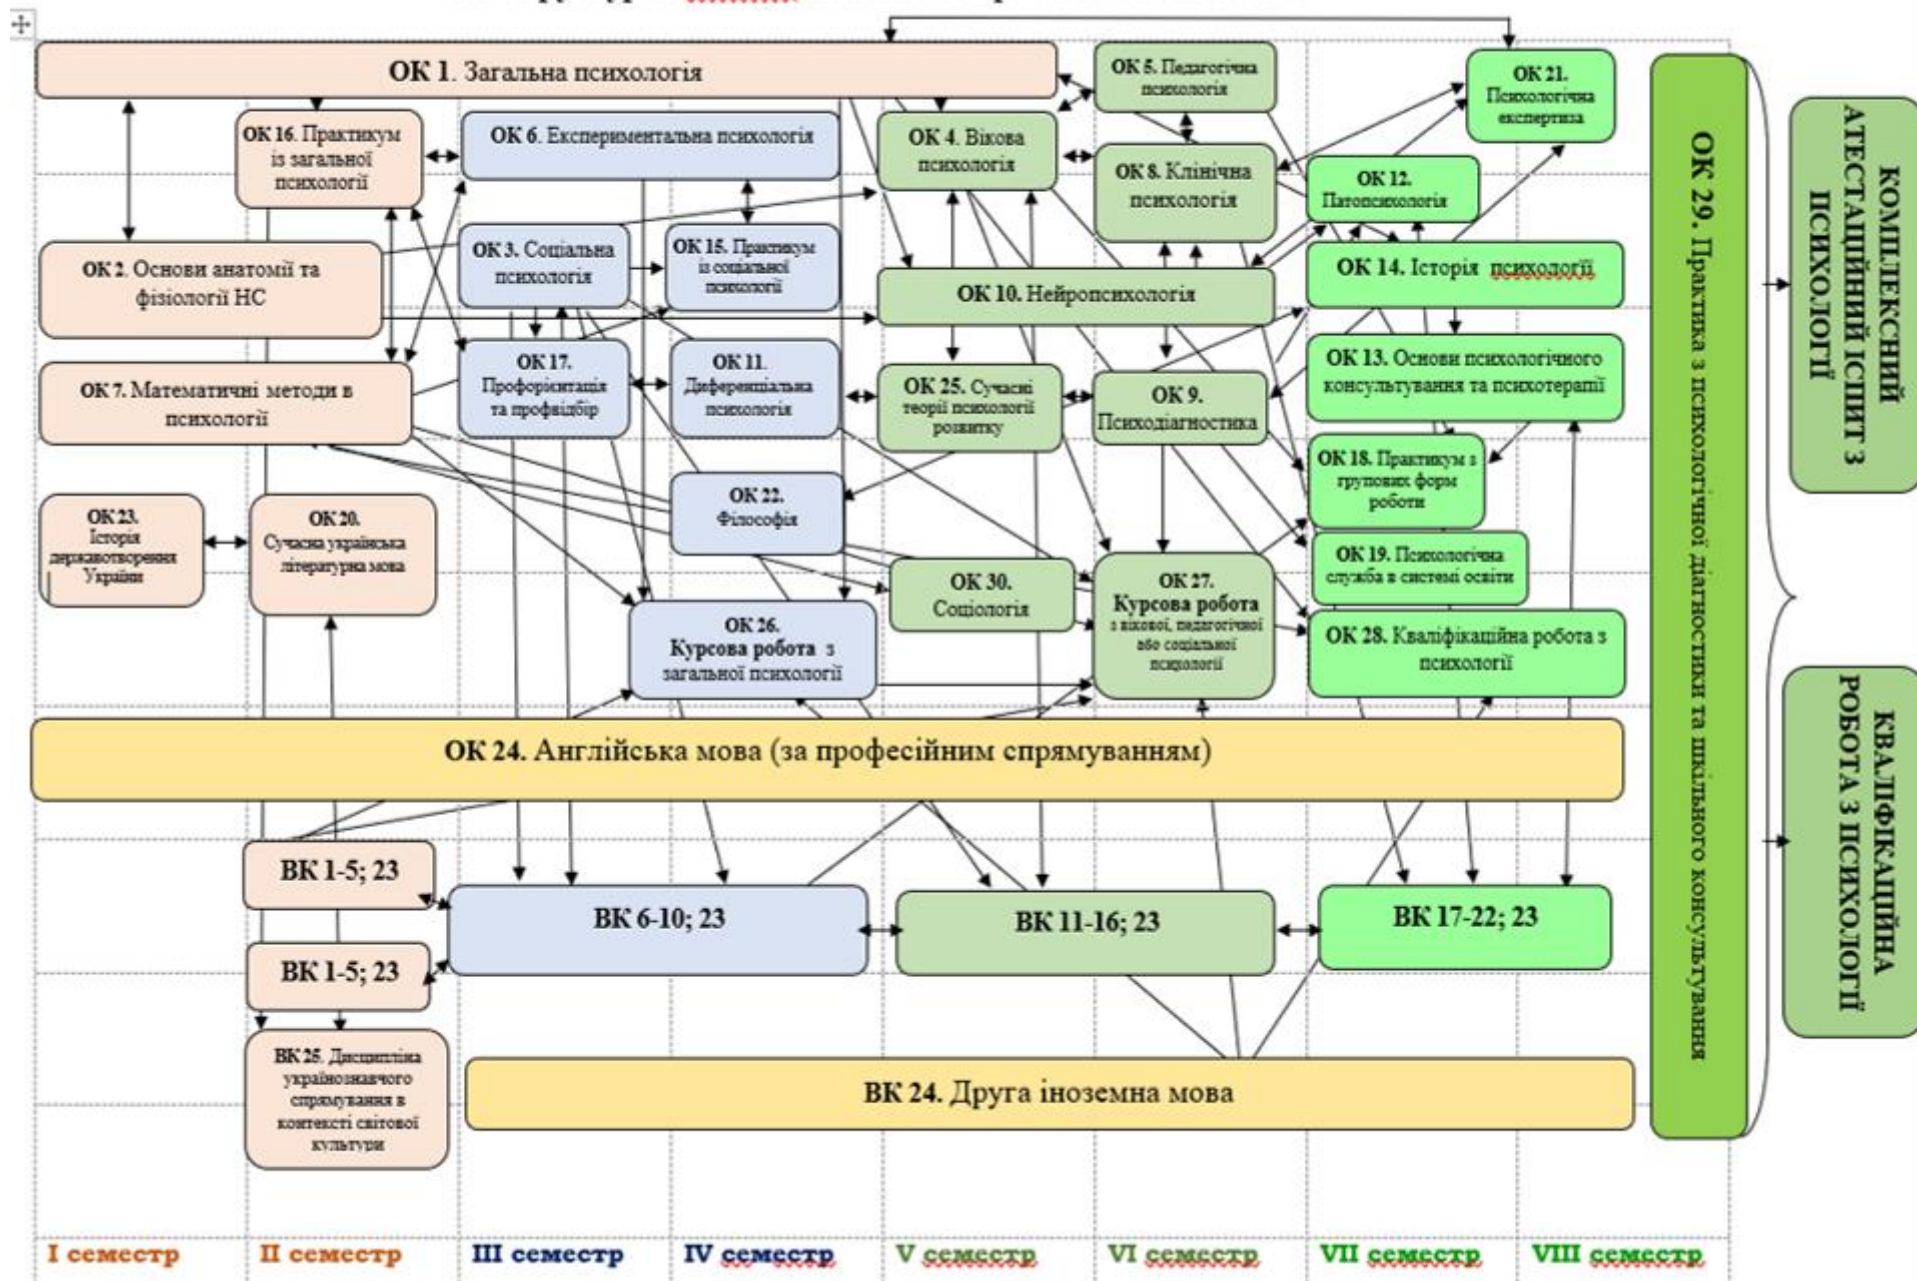 ОК 1. Загальна психологія
ОК 5. Педагогічна
психологія
ОК 21.
Психологічна
експертиза
ОК 16. Практикум
із загальної
психології
ОК 6. Експериментальна психологія
ОК 4. Вікова
психологія
ОК 8. Клінічна
психологія
ОК 12.
Патопсихологія
ОК 2. Основи анатомії та
фізіології НС
ОК 3. Соціальна
психологія
ОК 15. Практикум
із соціальної
психології
ОК 10. Нейропсихологія
ОК 14. Історія психології
ОК 7. Математичні методи в
психології
ОК 17.
Профорієнтація
та профвідбір
ОК 11.
Диференціальна
психологія
ОК 25. Сучасні
теорії психології
розвитку
ОК 9.
Психодіагностика
ОК 13. Основи психологічного
консультування та психотерапії
ОК 18. Практикум з
групових форм
роботи
ОК 23.
Історія
державотворення
України
ОК 20.
Сучасна українська
літературна мова
ОК 22.
Філософія
ОК 19. Психологічна
служба в системі освіти
ОК 30.
Соціологія
ОК 27.
Курсова робота
з вікової, педагогічної
або соціальної
психології
ОК 26.
Курсова робота з
загальної психології
ОК 28. Кваліфікаційна робота з
психології
ОК 24. Англійська мова (за професійним спрямуванням)
ВК 1-5; 23
ВК 6-10; 23
ВК 11-16; 23
ВК 17-22; 23
ВК 1-5; 23
ВК 25. Дисципліна
українознавчого
спрямування в
контексті світової
культури
ВК 24. Друга іноземна мова
ОК 29. Практика з психологічної діагностики та шкільного консультування
КОМПЛЕКСНИЙ
АТЕСТАЦІЙНИЙ ІСПИТ З
ПСИХОЛОГІЇ
КВАЛІФІКАЦІЙНА
РОБОТА З ПСИХОЛОГІЇ
I семестр
II семестр
III семестр
IV семестр
V семестр
VI семестр
VII семестр
VIII семестр